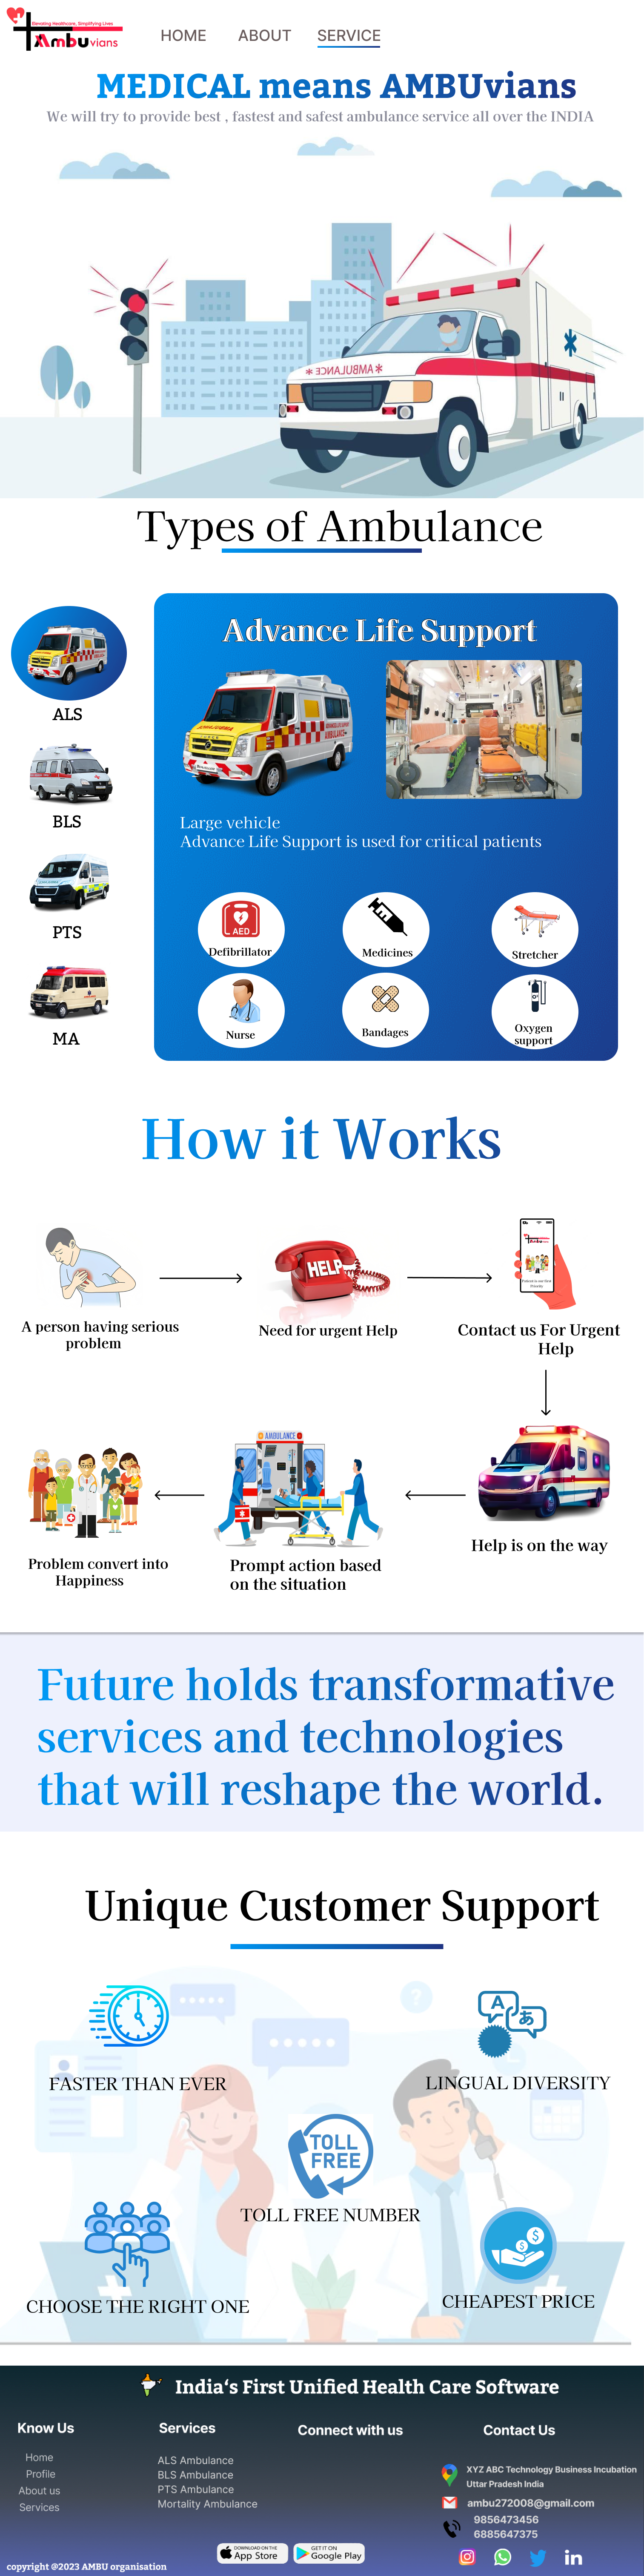 Elevating Healthcare, Simplifying Lives
Ambuvians
HOME ABOUT SERVICE
MEDICAL means AMBUvians
We will try to provide best , fastest and safest ambulance service all over the INDIA
AMBULANCE
Types of Ambulance
ALS
BLS
PTS
MA
Advance Life Support
AMBULANCE
Large vehicle
Advance Life Support is used for critical patients
AED
Defibrillator
Medicines
Stretcher
Nurse
Bandages
Oxygen
support
How it Works
A person having serious
problem
HELP
Need for urgent Help
Contact us For Urgent
Help
Help is on the way
AMBULANCE
Prompt action based
on the situation
Problem convert into
Happiness
Future holds transformative
services and technologies
that will reshape the world.
Unique Customer Support
FASTER THAN EVER
A あ
LINGUAL DIVERSITY
TOLL
FREE
TOLL FREE NUMBER
CHOOSE THE RIGHT ONE
$ $
CHEAPEST PRICE
India‘s First Unified Health Care Software
Know Us
Home
Profile
About us
Services
Services
ALS Ambulance
BLS Ambulance
PTS Ambulance
Mortality Ambulance
Connect with us
Contact Us
XYZ ABC Technology Business Incubation
Uttar Pradesh India
ambu272008@gmail.com
9856473456
6885647375
Download on the
App Store
GET IT ON
Google Play
in
copyright @2023 AMBU organisation